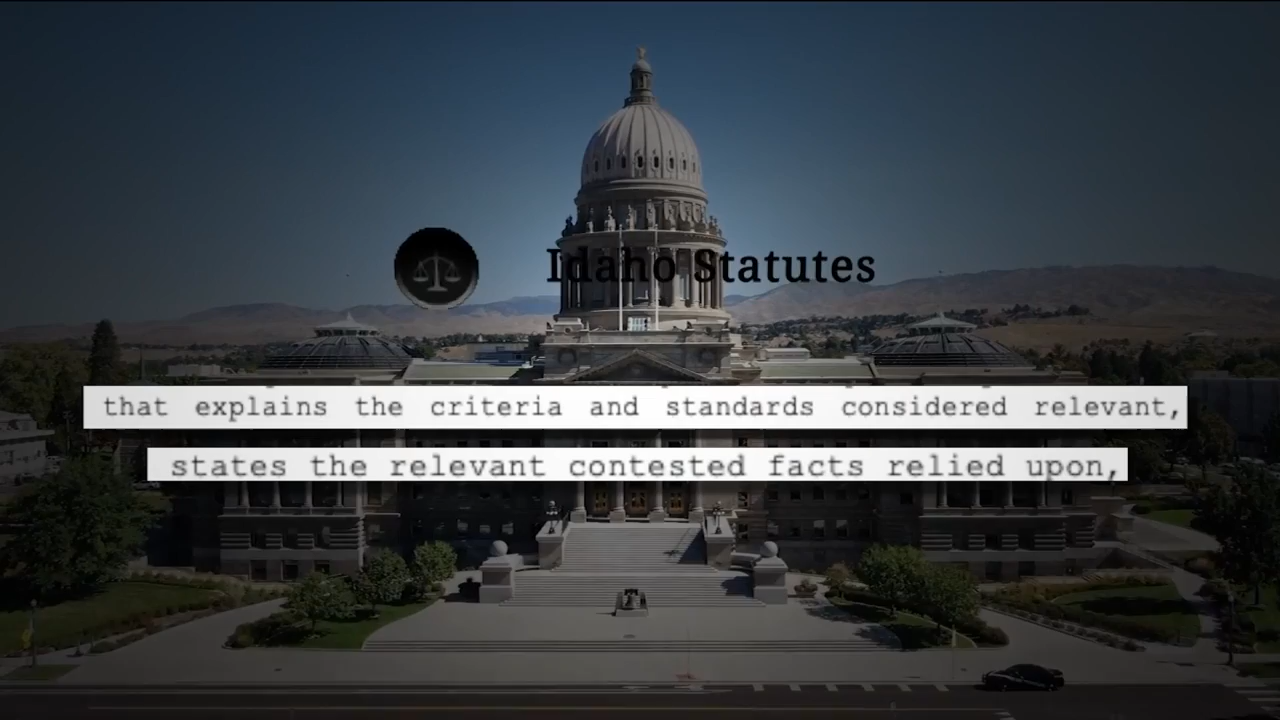 Idaho Statutes
that explains the criteria and standards considered relevant,
states the relevant contested facts relied upon,